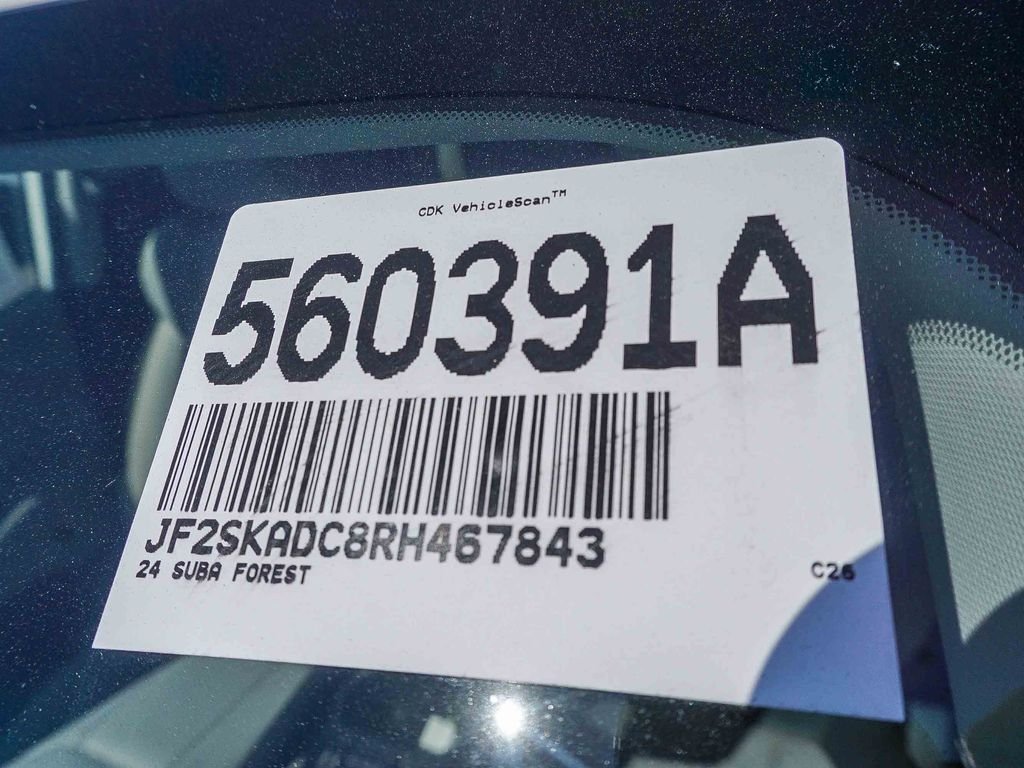 CDK VehicleScan™
560391A
JF2SKADC8RH467843
24 SUBA FOREST
C26